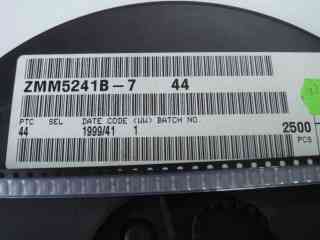 ZMM5241B-7 44
PTC SEL DATE CODE (WW) BATCH NO.
44 1999/41 1 2500
PCS